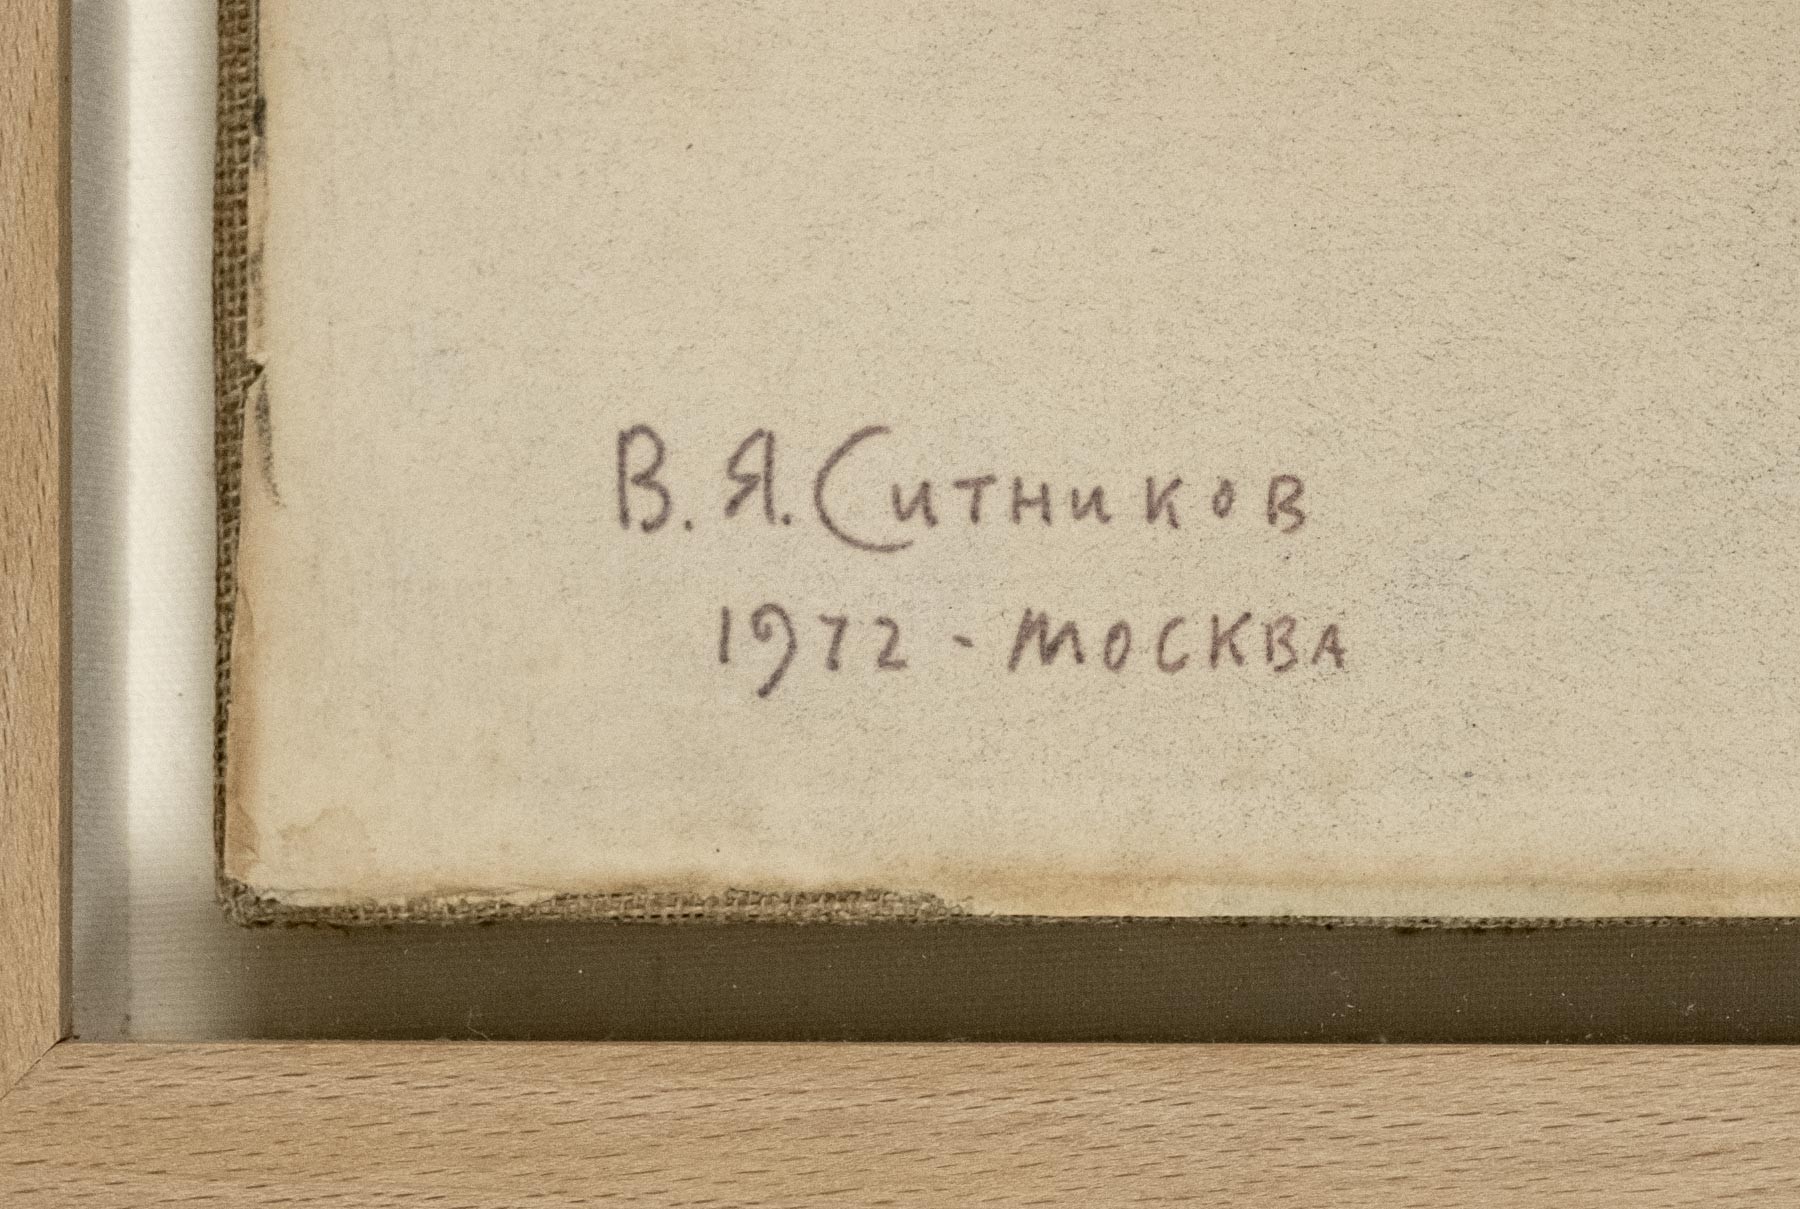 В. Я. Ситников
1972 - Москва